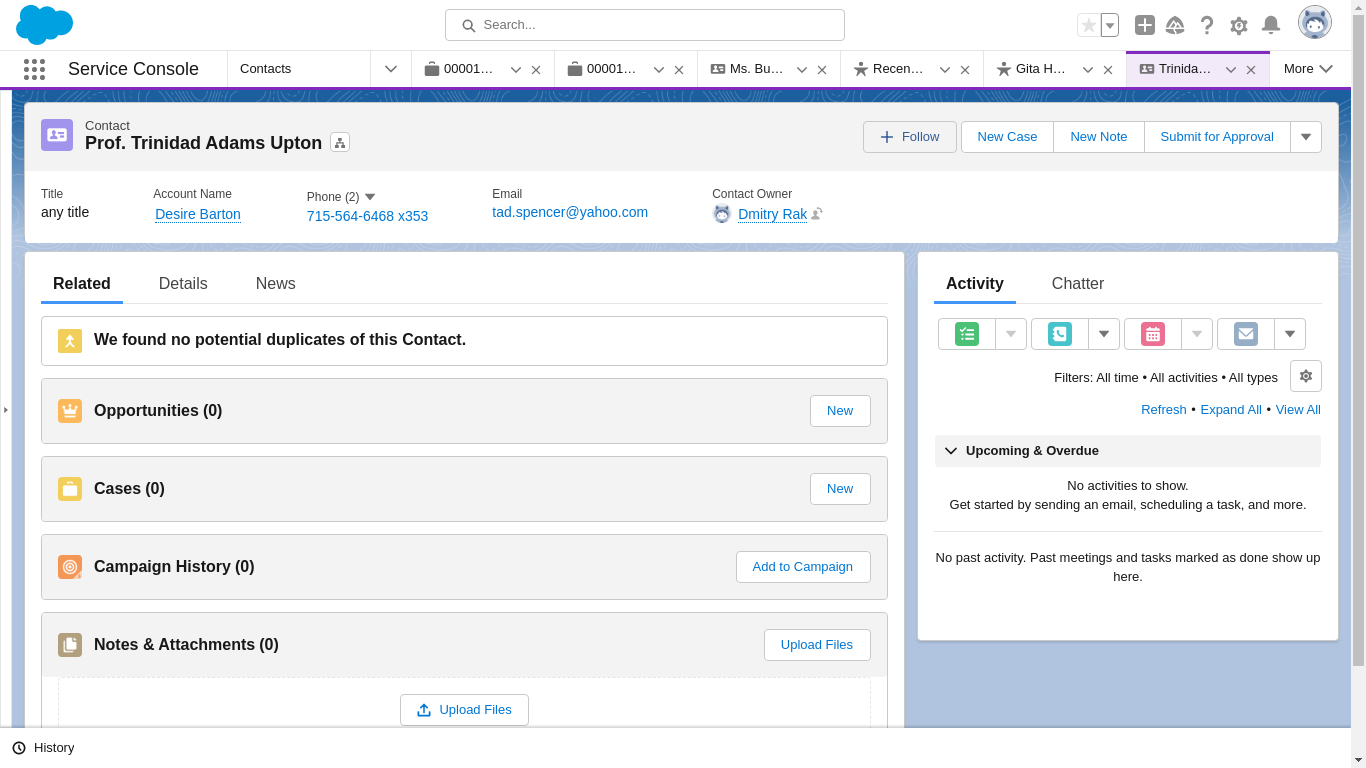 Search...
Service Console
Contacts
00001…
00001…
Ms. Bu…
Recen…
Gita H…
Trinida…
More
Contact
Prof. Trinidad Adams Upton
Follow
New Case
New Note
Submit for Approval
Title
Account Name
Phone (2)
Email
Contact Owner
any title
Desire Barton
715-564-6468 x353
tad.spencer@yahoo.com
Dmitry Rak
Related
Details
News
We found no potential duplicates of this Contact.
Opportunities (0)
New
Cases (0)
New
Campaign History (0)
Add to Campaign
Notes & Attachments (0)
Upload Files
Upload Files
Activity
Chatter
Filters: All time • All activities • All types
Refresh • Expand All • View All
Upcoming & Overdue
No activities to show.
Get started by sending an email, scheduling a task, and more.
No past activity. Past meetings and tasks marked as done show up
here.
History